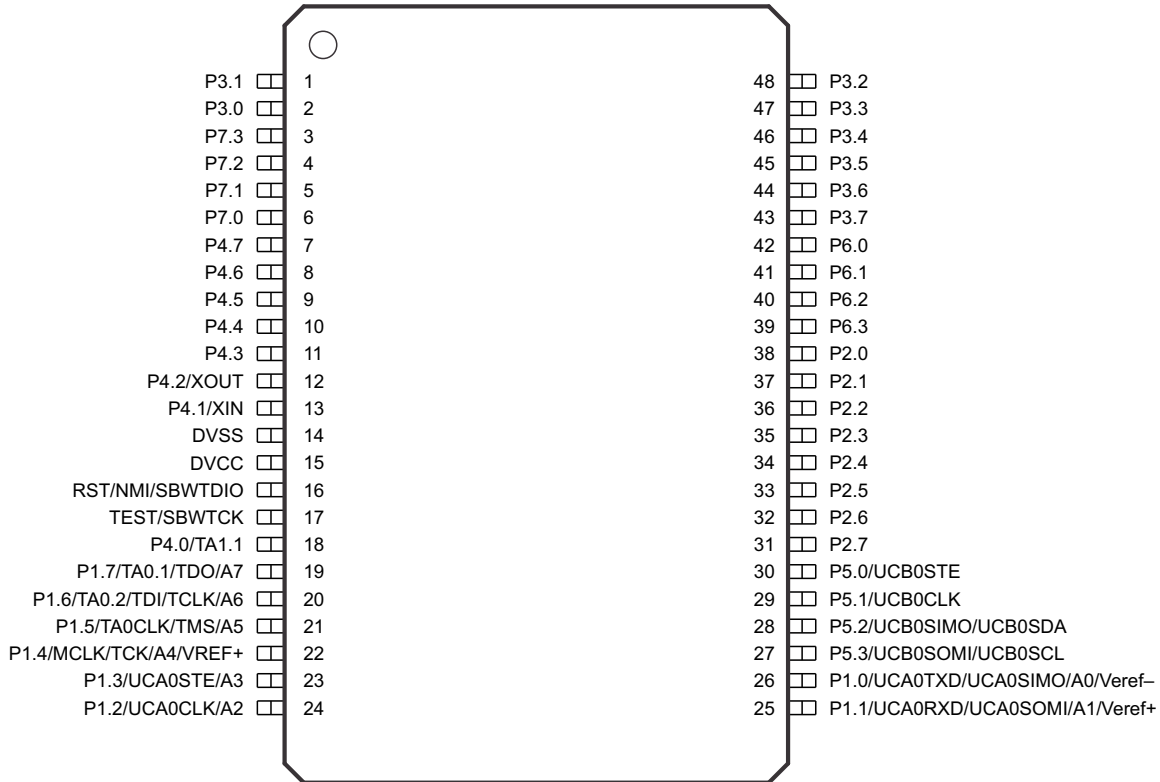 P3.1 1 48 P3.2
P3.0 2 47 P3.3
P7.3 3 46 P3.4
P7.2 4 45 P3.5
P7.1 5 44 P3.6
P7.0 6 43 P3.7
P4.7 7 42 P6.0
P4.6 8 41 P6.1
P4.5 9 40 P6.2
P4.4 10 39 P6.3
P4.3 11 38 P2.0
P4.2/XOUT 12 37 P2.1
P4.1/XIN 13 36 P2.2
DVSS 14 35 P2.3
DVCC 15 34 P2.4
RST/NMI/SBWTDIO 16 33 P2.5
TEST/SBWTCK 17 32 P2.6
P4.0/TA1.1 18 31 P2.7
P1.7/TA0.1/TDO/A7 19 30 P5.0/UCB0STE
P1.6/TA0.2/TDI/TCLK/A6 20 29 P5.1/UCB0CLK
P1.5/TA0CLK/TMS/A5 21 28 P5.2/UCB0SIMO/UCB0SDA
P1.4/MCLK/TCK/A4/VREF+ 22 27 P5.3/UCB0SOMI/UCB0SCL
P1.3/UCA0STE/A3 23 26 P1.0/UCA0TXD/UCA0SIMO/A0/Veref–
P1.2/UCA0CLK/A2 24 25 P1.1/UCA0RXD/UCA0SOMI/A1/Veref+